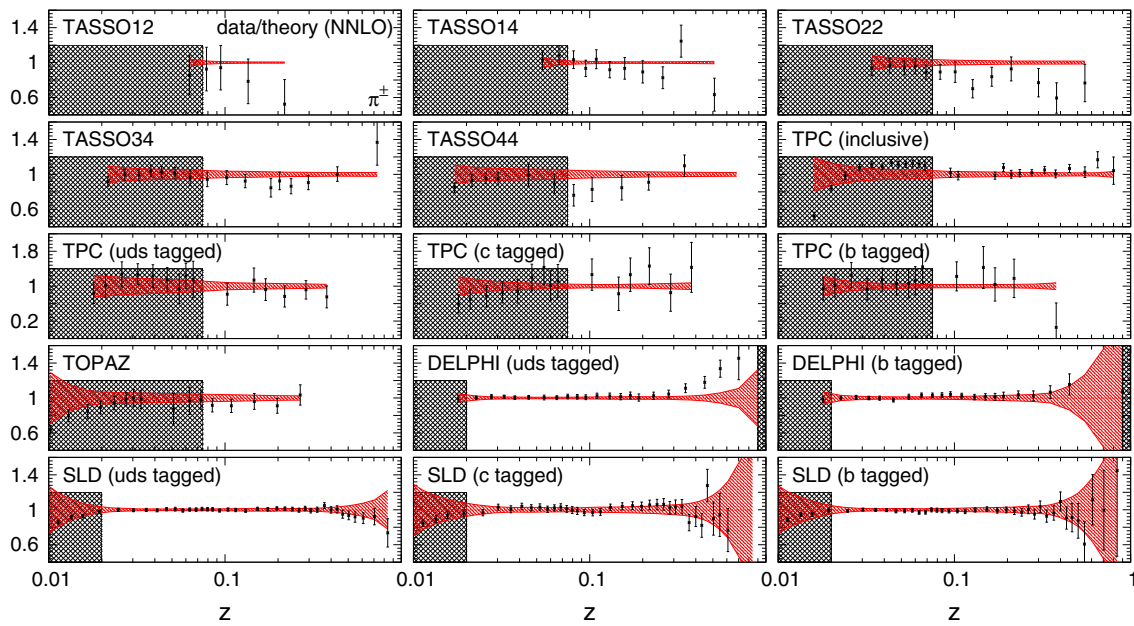 TASSO12 data/theory (NNLO) TASSO14 TASSO22
1.4
1
0.6
π±
TASSO34 TASSO44 TPC (inclusive)
1.4
1
0.6
TPC (uds tagged) TPC (c tagged) TPC (b tagged)
1.8
1
0.2
TOPAZ DELPHI (uds tagged) DELPHI (b tagged)
1.4
1
0.6
SLD (uds tagged) SLD (c tagged) SLD (b tagged)
1.4
1
0.6
0.01 0.1 0.01 0.1 0.01 0.1 1
z z z